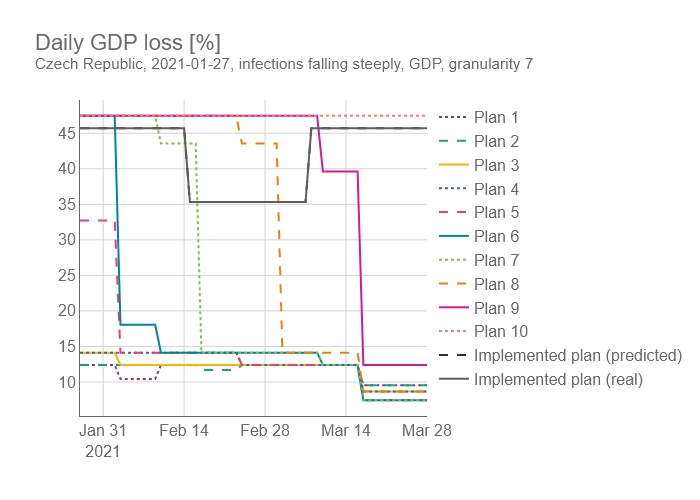 Daily GDP loss [%]
Czech Republic, 2021-01-27, infections falling steeply, GDP, granularity 7
45
40
35
30
25
20
15
10
Jan 31
2021
Feb 14
Feb 28
Mar 14
Mar 28
Plan 1
Plan 2
Plan 3
Plan 4
Plan 5
Plan 6
Plan 7
Plan 8
Plan 9
Plan 10
Implemented plan (predicted)
Implemented plan (real)